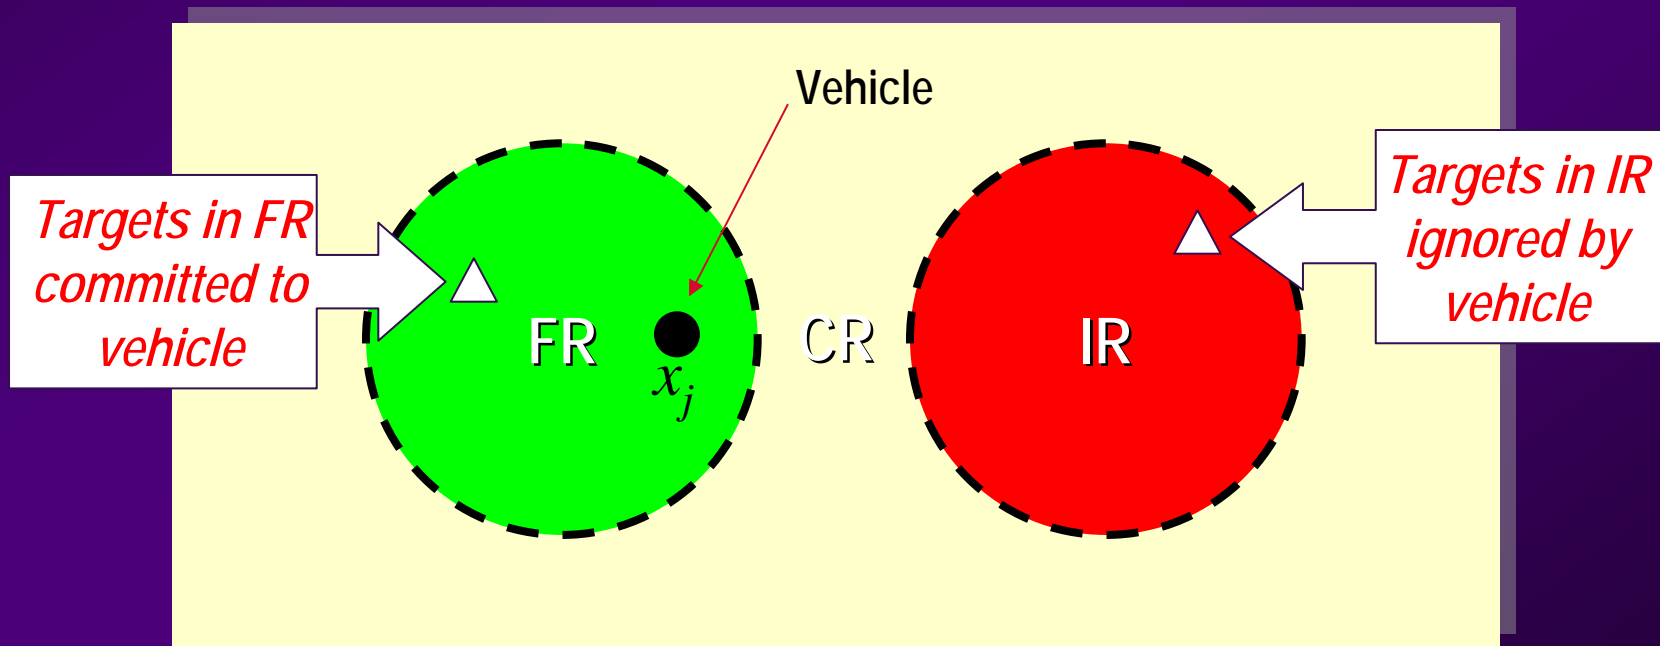 Vehicle
Targets in FR
committed to
vehicle
Targets in IR
ignored by
vehicle
FR
CR
IR
x_j